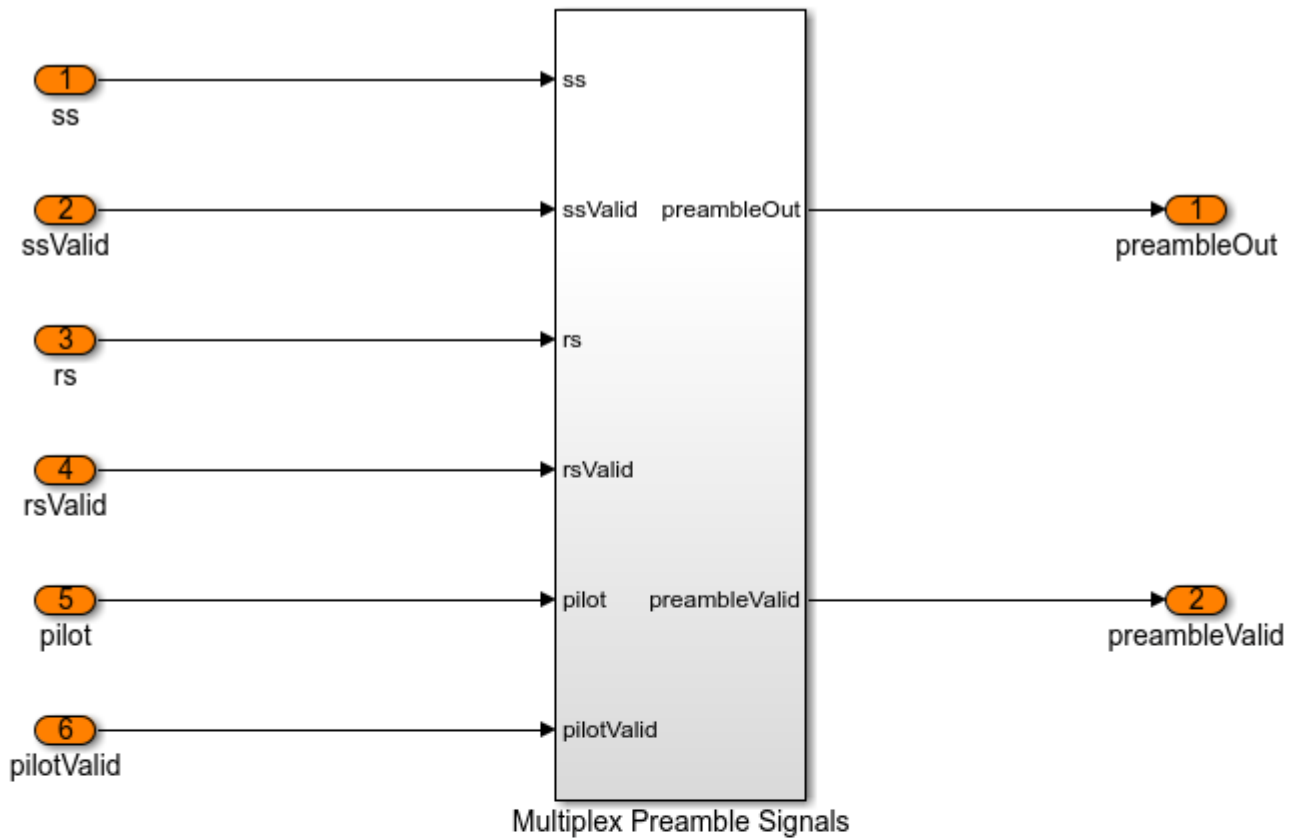 1
ss
ss
2
ssValid
ssValid
preambleOut
1
preambleOut
3
rs
rs
4
rsValid
rsValid
5
pilot
pilot
preambleValid
2
preambleValid
6
pilotValid
pilotValid
Multiplex Preamble Signals